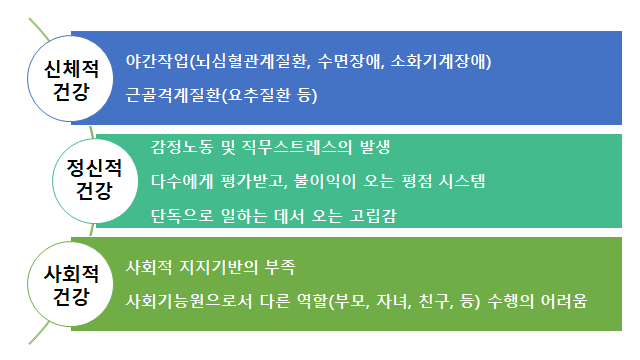 신체적
건강
야간작업(뇌심혈관계질환, 수면장애, 소화기계장애)
근골격계질환(요추질환 등)
정신적
건강
감정노동 및 직무스트레스의 발생
다수에게 평가받고, 불이익이 오는 평점 시스템
단독으로 일하는 데서 오는 고립감
사회적
건강
사회적 지지기반의 부족
사회기능원으로서 다른 역할(부모, 자녀, 친구, 등) 수행의 어려움